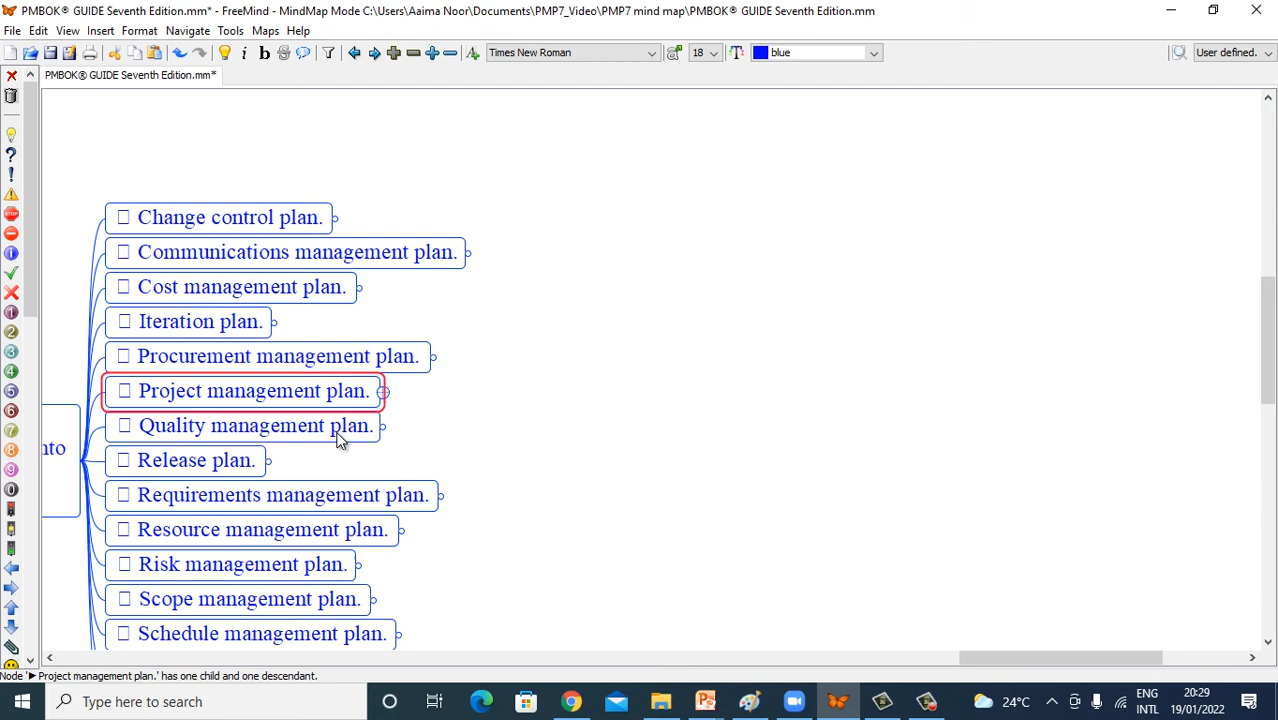 PMBOK® GUIDE Seventh Edition.mm* - FreeMind - MindMap Mode C:\Users\Aaima Noor\Documents\PMP7_Video\PMP7 mind map\PMBOK® GUIDE Seventh Edition.mm
File Edit View Insert Format Navigate Tools Maps Help
Times New Roman 18 blue User defined.
PMBOK® GUIDE Seventh Edition.mm*
Change control plan.
Communications management plan.
Cost management plan.
Iteration plan.
Procurement management plan.
Project management plan.
Quality management plan.
nto
Release plan.
Requirements management plan.
Resource management plan.
Risk management plan.
Scope management plan.
Schedule management plan.
Node '►Project management plan.' has one child and one descendant.
Type here to search
24°C
ENG
INTL
20:29
19/01/2022